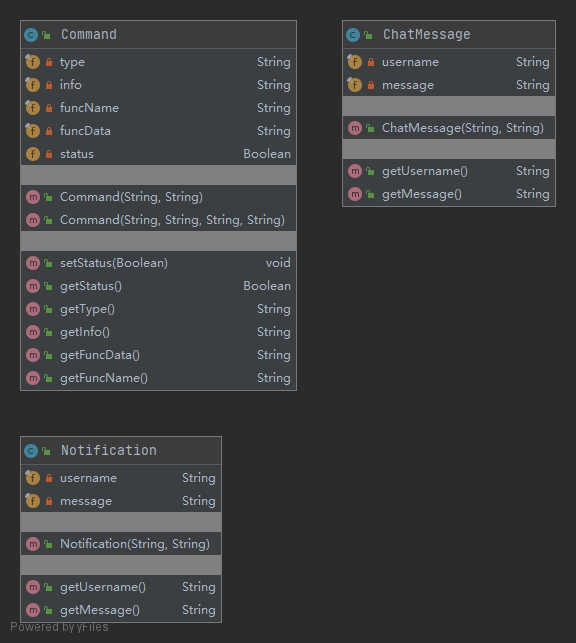 Command
type String
info String
funcName String
funcData String
status Boolean
Command(String, String)
Command(String, String, String, String)
setStatus(Boolean) void
getStatus() Boolean
getType() String
getInfo() String
getFuncData() String
getFuncName() String
ChatMessage
username String
message String
ChatMessage(String, String)
getUsername() String
getMessage() String
Notification
username String
message String
Notification(String, String)
getUsername() String
getMessage() String
Powered by yFiles